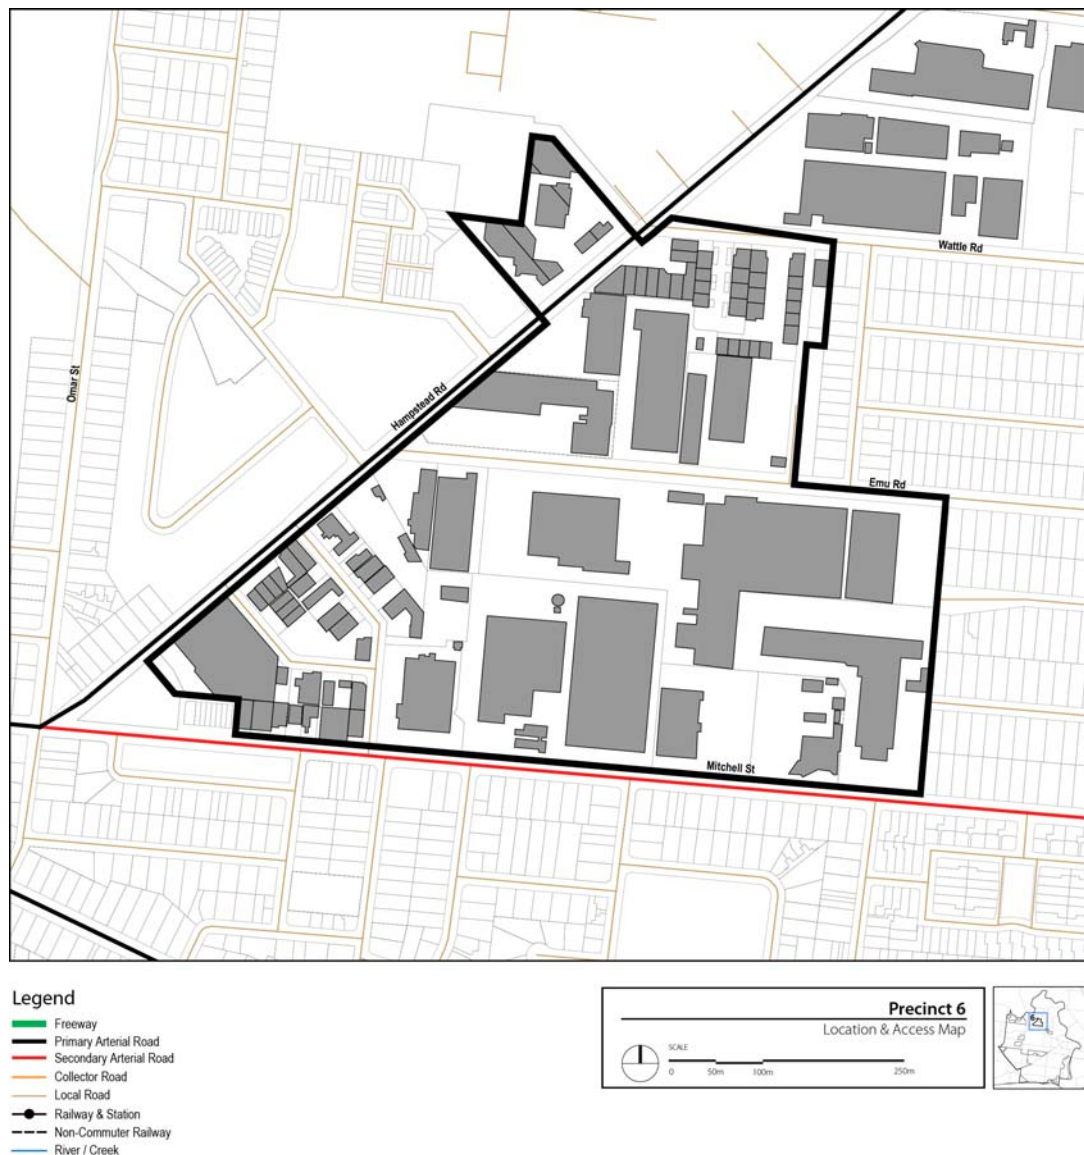 Wattle Rd
Omar St
Hampstead Rd
Emu Rd
Mitchell St
Legend
Freeway
Primary Arterial Road
Secondary Arterial Road
Collector Road
Local Road
Railway & Station
Non-Commuter Railway
River / Creek
Precinct 6
Location & Access Map
SCALE
0 50m 100m 250m
6